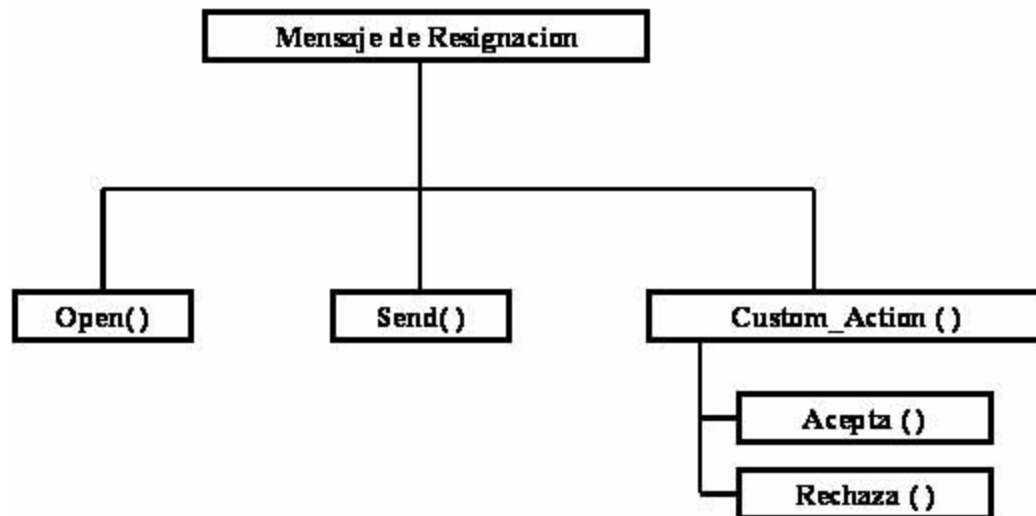 Mensaje de Resignacion
Open()
Send()
Custom_Action ()
Acepta ()
Rechaza ()